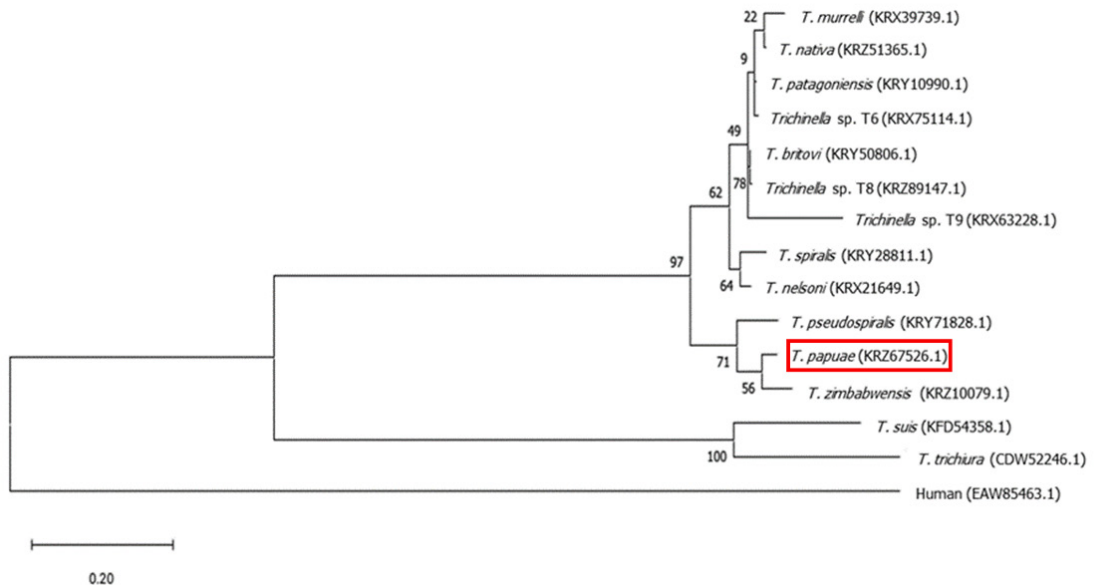 22
T. murrelli (KRX39739.1)
T. nativa (KRZ51365.1)
9
T. patagoniensis (KRY10990.1)
Trichinella sp. T6 (KRX75114.1)
49
T. britovi (KRY50806.1)
78
Trichinella sp. T8 (KRZ89147.1)
62
Trichinella sp. T9 (KRX63228.1)
97
T. spiralis (KRY28811.1)
64
T. nelsoni (KRX21649.1)
T. pseudospiralis (KRY71828.1)
71
T. papuae (KRZ67526.1)
56
T. zimbabwensis (KRZ10079.1)
T. suis (KFD54358.1)
100
T. trichiura (CDW52246.1)
Human (EAW85463.1)
0.20